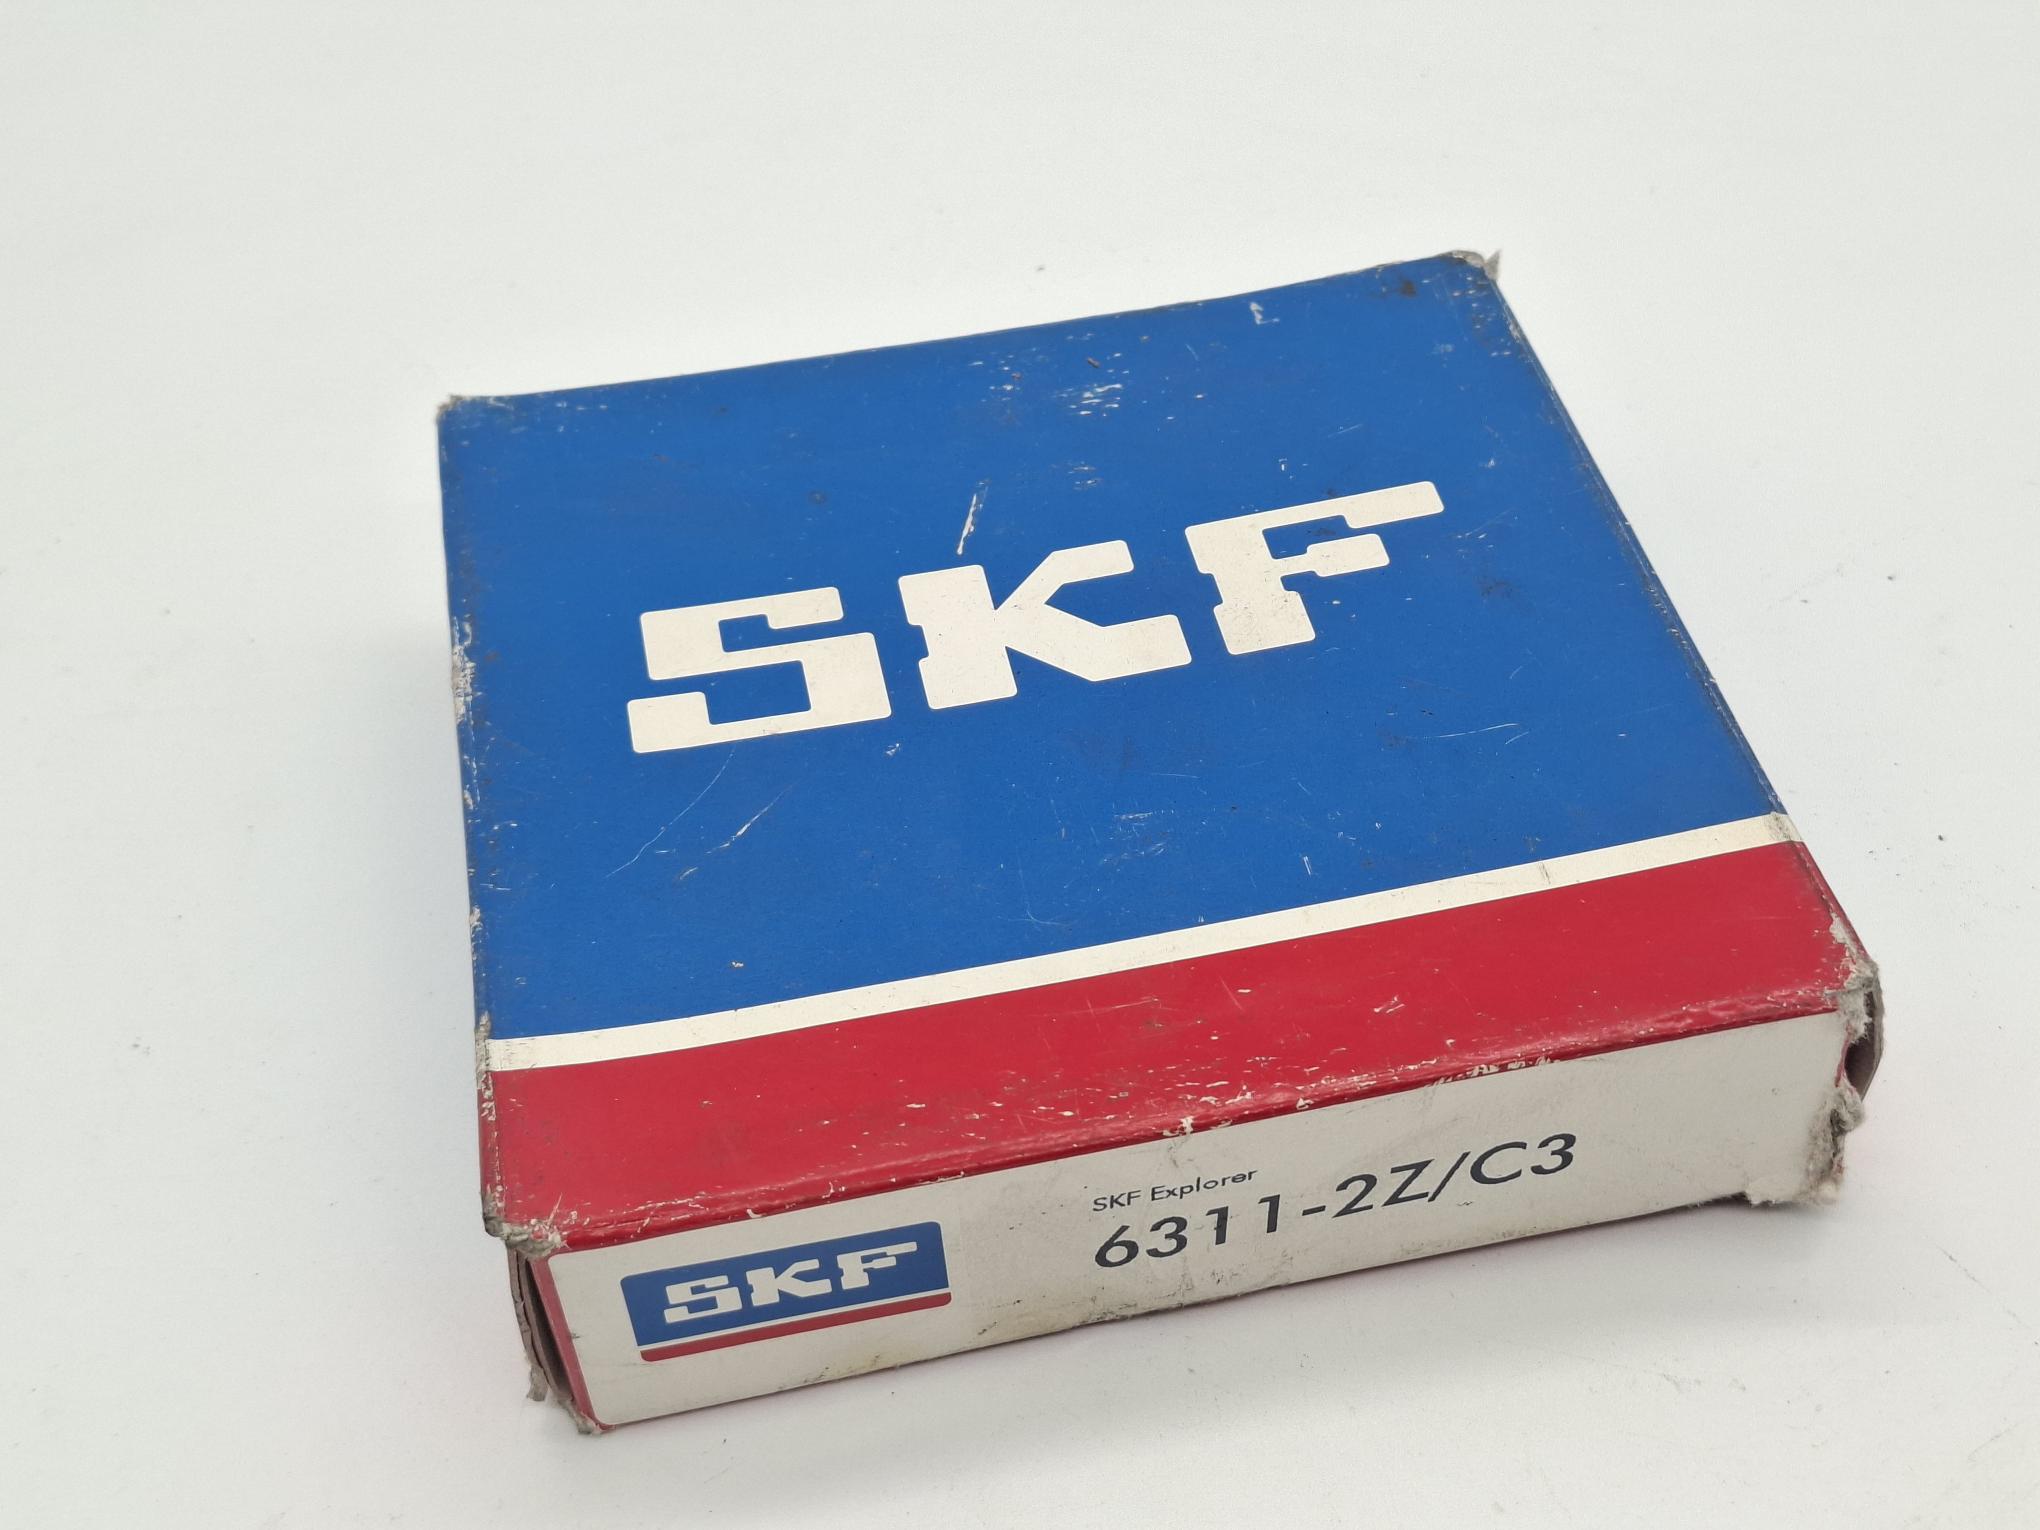 SKF
SKF Explorer
6311-2Z/C3
SKF